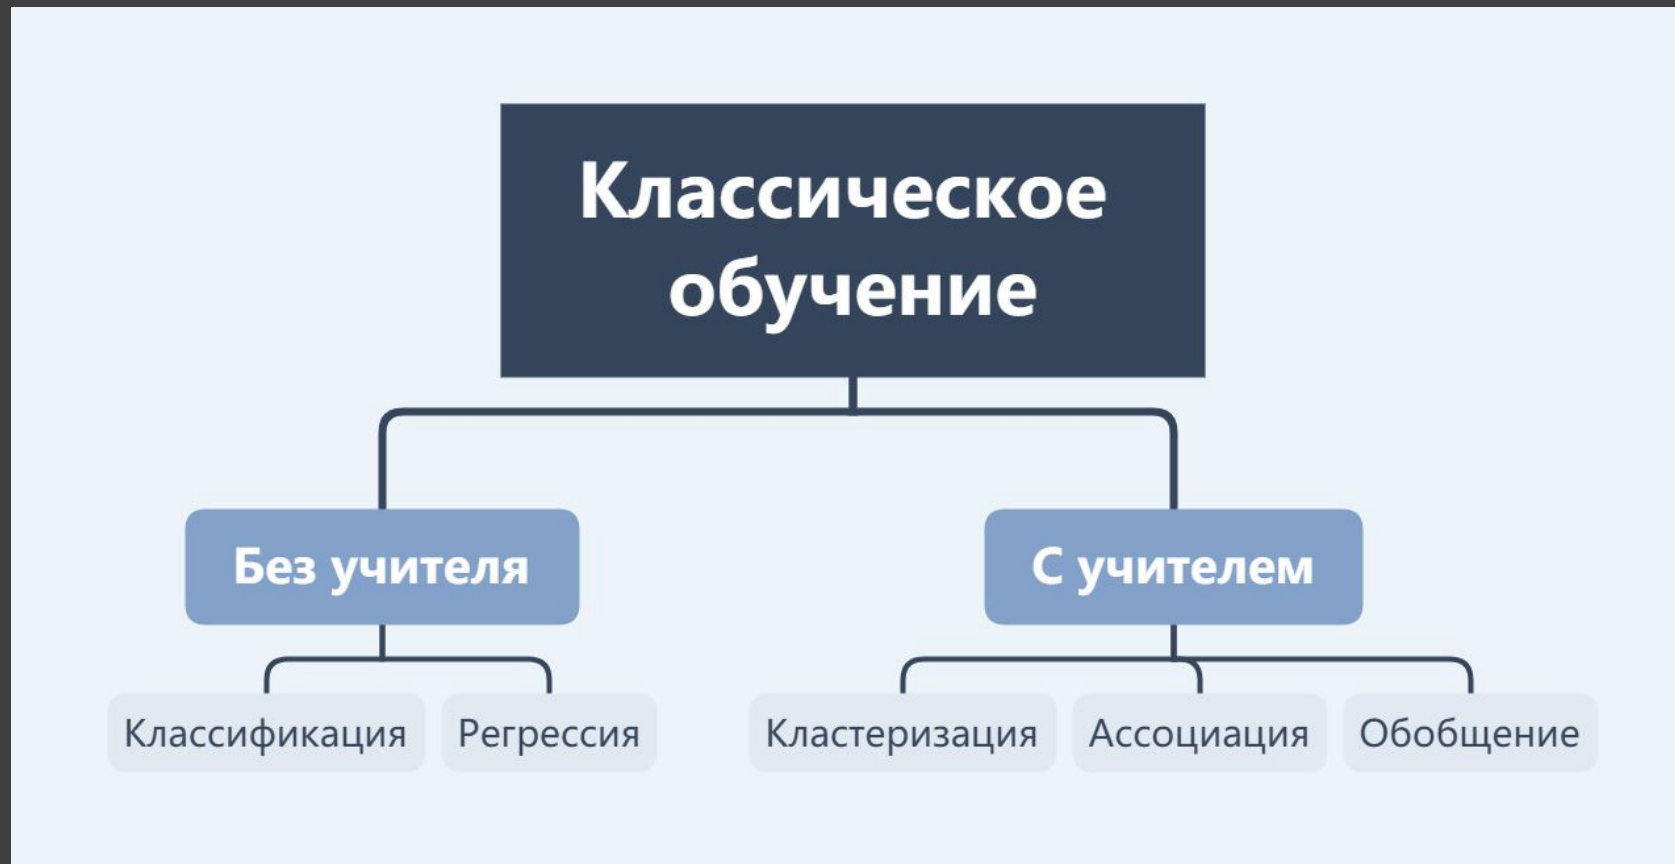 Классическое
обучение
Без учителя
С учителем
Классификация
Регрессия
Кластеризация
Ассоциация
Обобщение